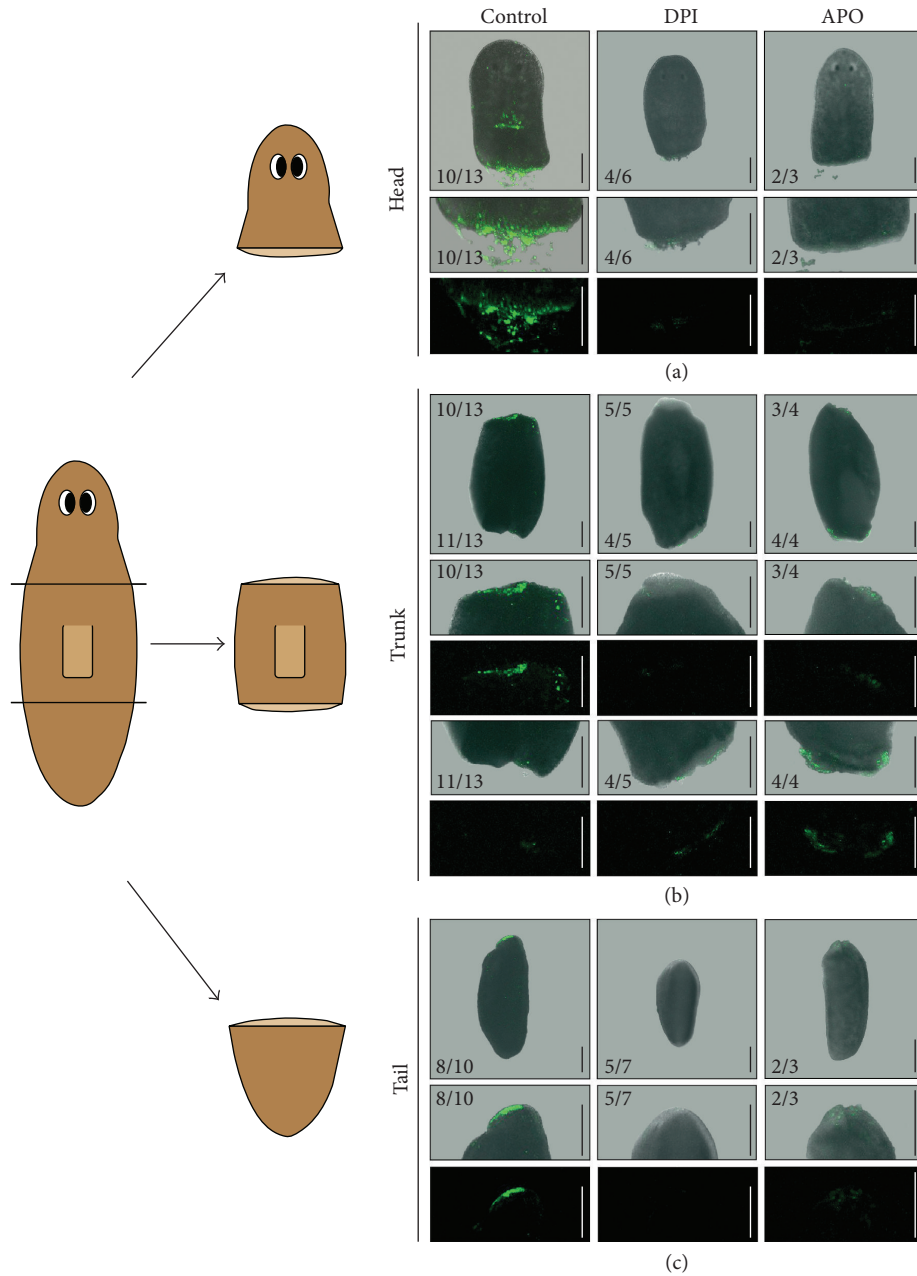 Control DPI APO
Head
10/13 4/6 2/3
10/13 4/6 2/3
(a)
Trunk
10/13 5/5 3/4
11/13 4/5 4/4
10/13 5/5 3/4
11/13 4/5 4/4
(b)
Tail
8/10 5/7 2/3
8/10 5/7 2/3
(c)